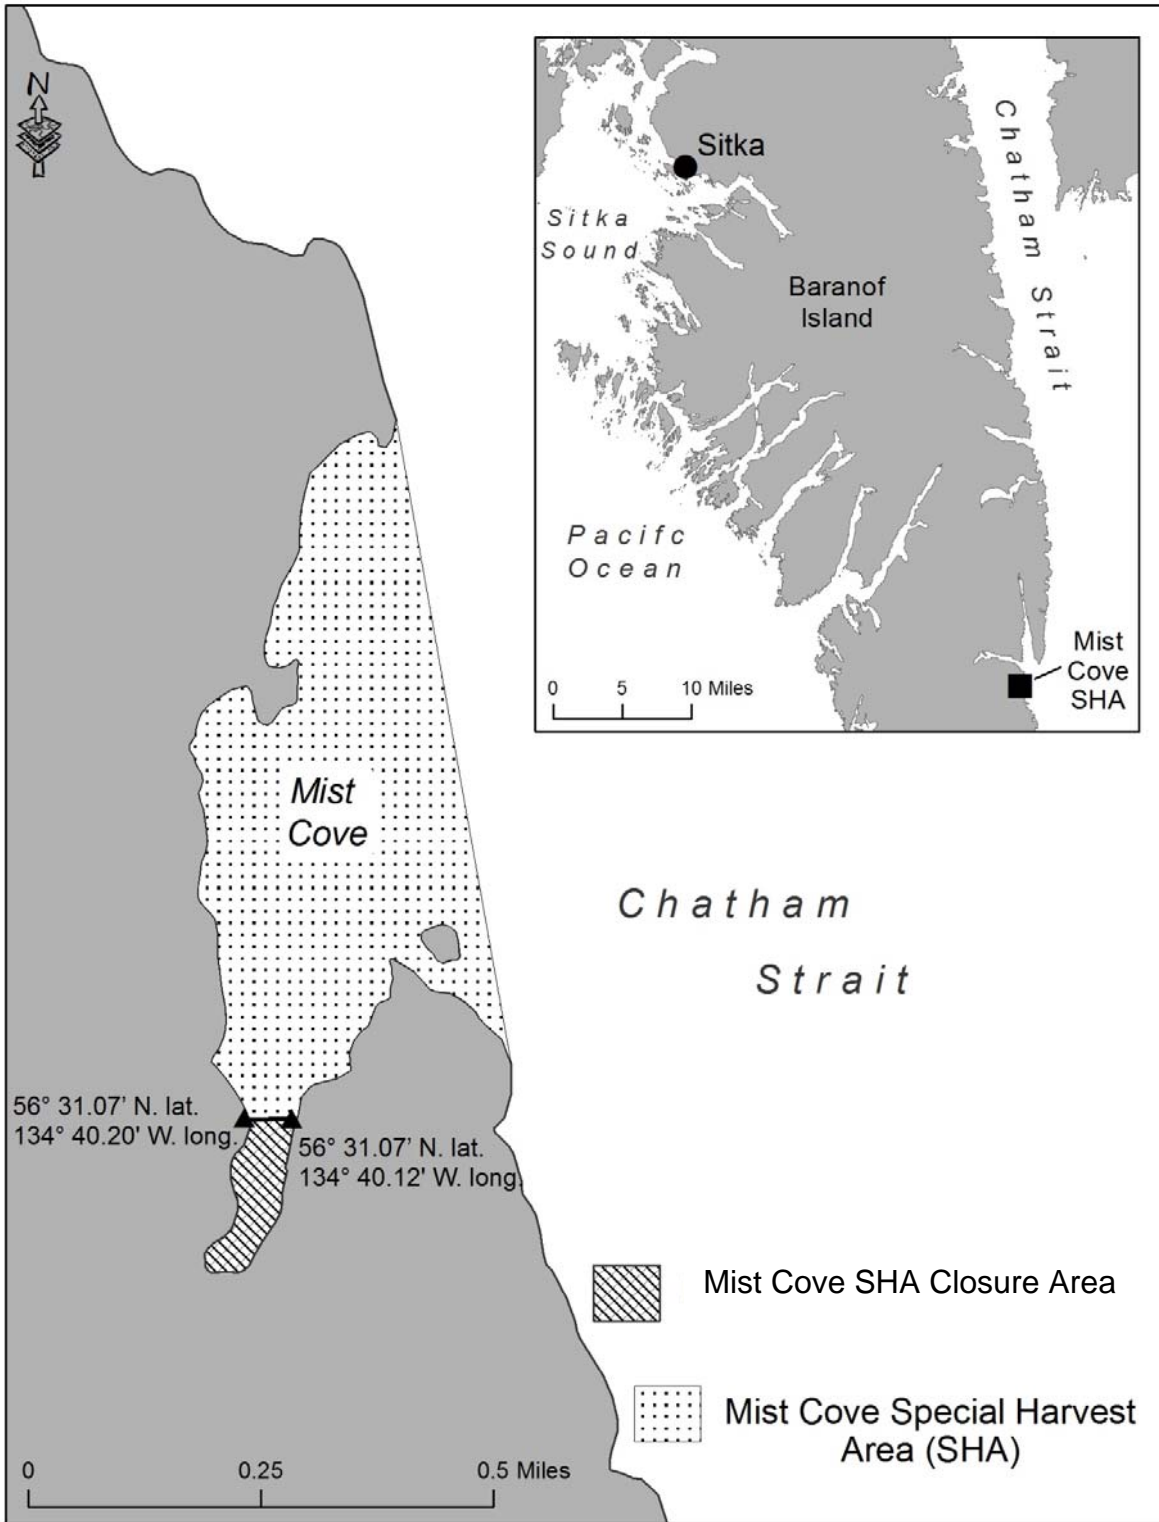 N
Sitka
Sitka
Sound
Chatham Strait
Baranof
Island
Pacifc
Ocean
Mist
Cove
SHA
0 5 10 Miles
Mist
Cove
Chatham
Strait
56° 31.07' N. lat.
134° 40.20' W. long.
56° 31.07' N. lat.
134° 40.12' W. long.
Mist Cove SHA Closure Area
Mist Cove Special Harvest
Area (SHA)
0 0.25 0.5 Miles